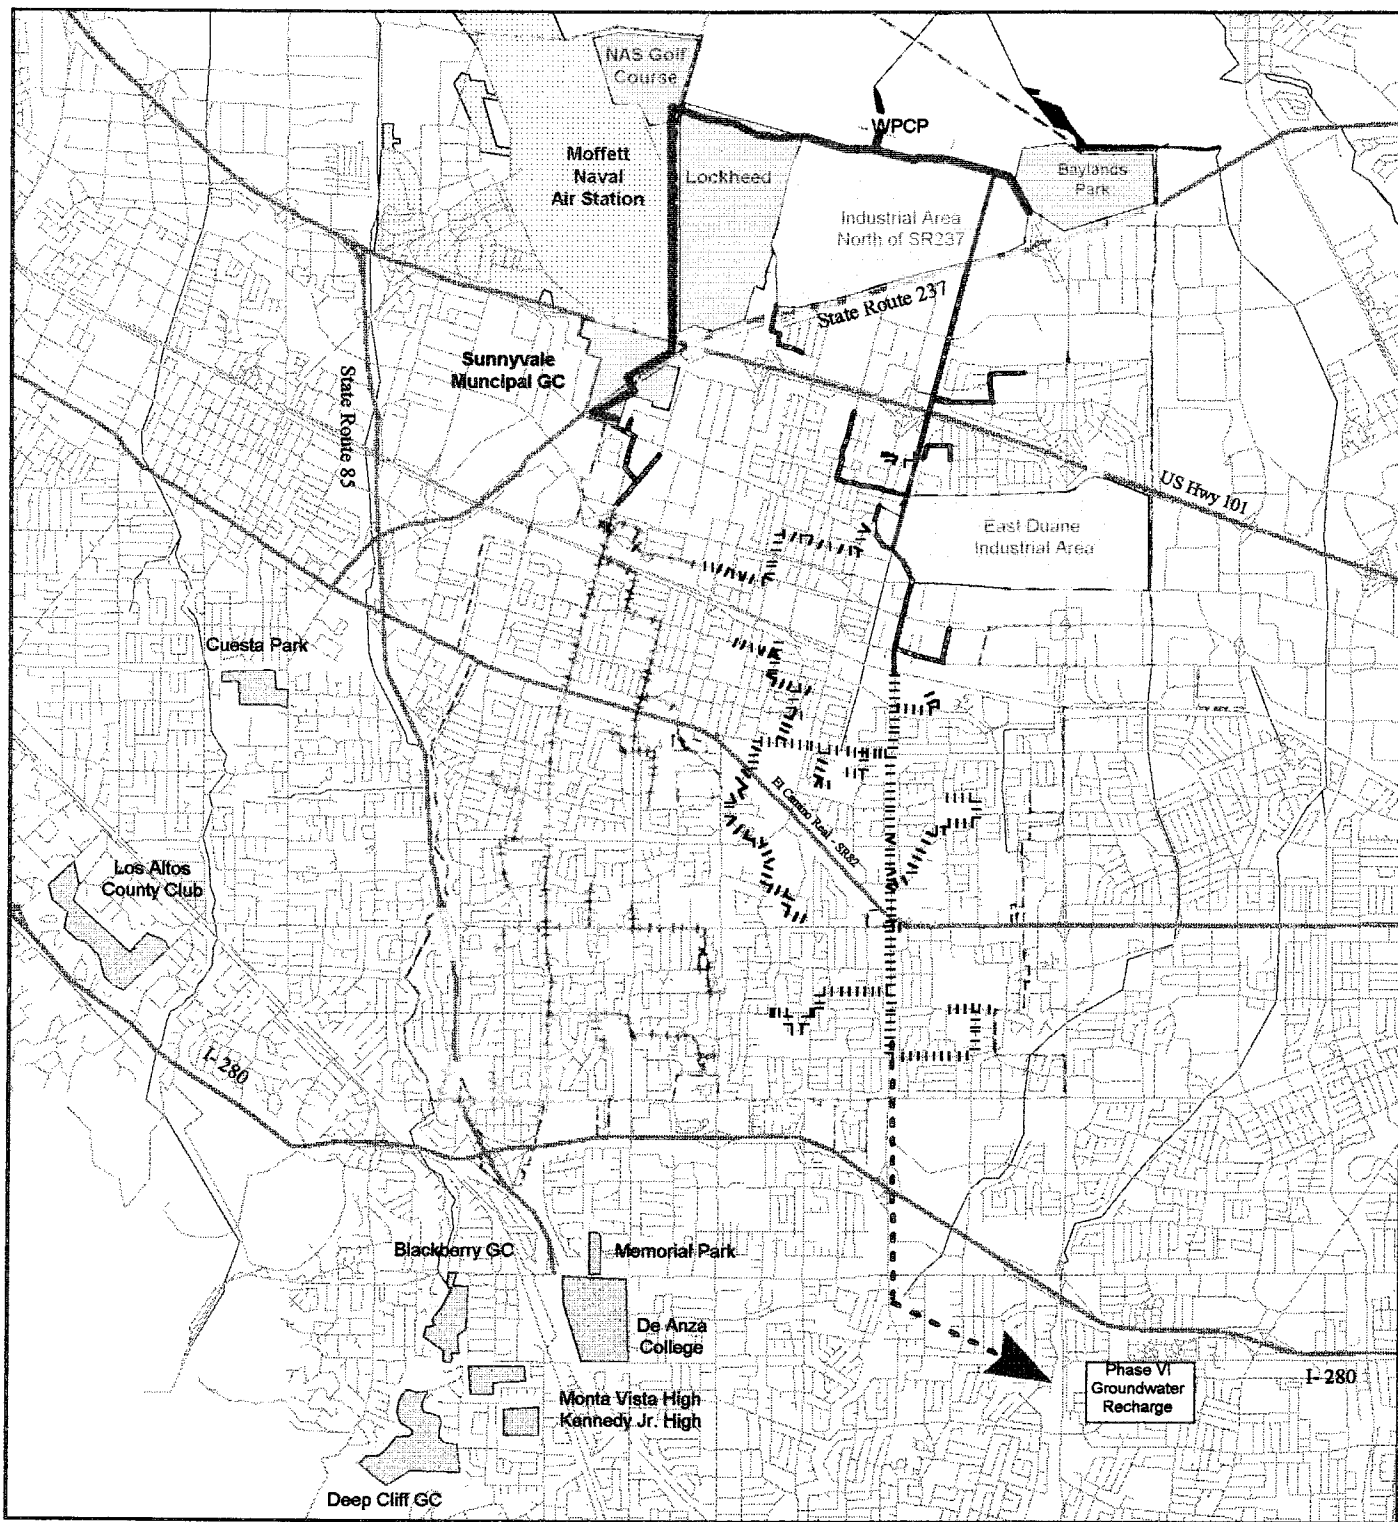 NAS Golf
Course
WPCP
Moffett
Naval
Air Station
Lockheed
Baylands
Park
Industrial Area
North of SR237
State Route 237
Sunnyvale
Muncipal GC
State Route 85
US Hwy 101
East Duane
Industrial Area
Cuesta Park
El Camino Real - SR82
Los Altos
County Club
I-280
Blackberry GC
Memorial Park
De Anza
College
Phase VI
Groundwater
Recharge
I-280
Monta Vista High
Kennedy Jr. High
Deep Cliff GC